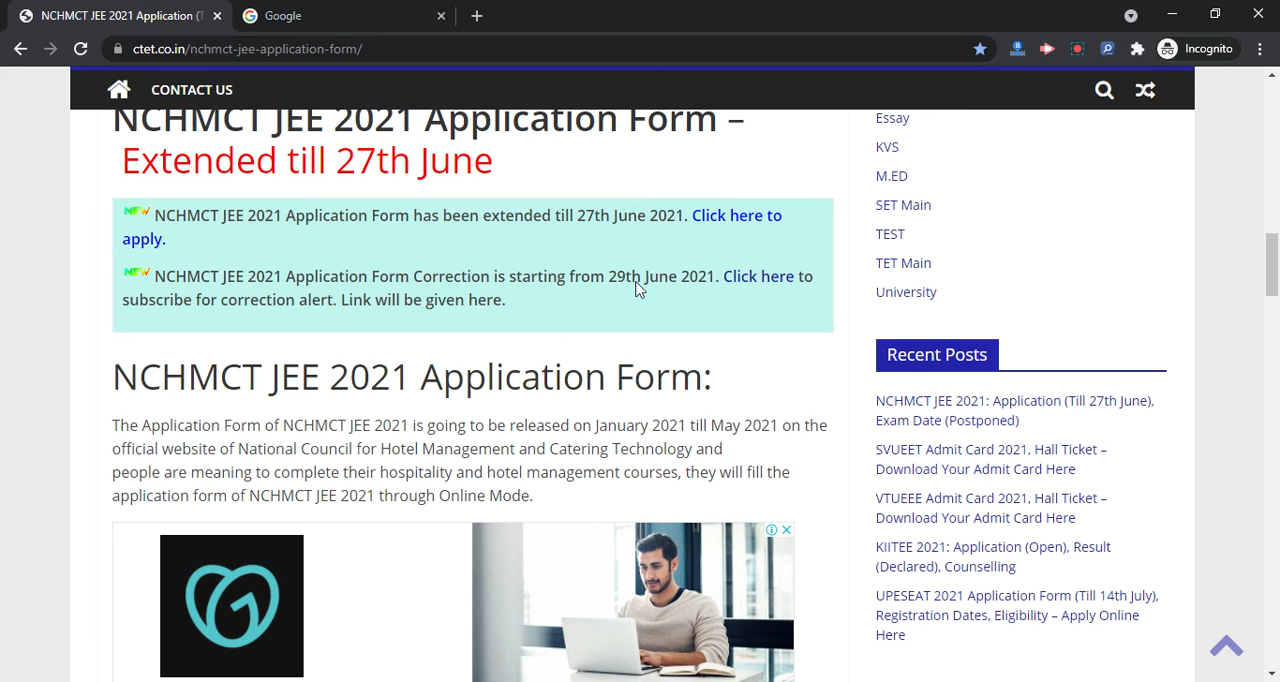 NCHMCT JEE 2021 Application (T
Google
ctet.co.in/nchmct-jee-application-form/
Incognito
CONTACT US
NCHMCT JEE 2021 Application Form –
Extended till 27th June
NEW NCHMCT JEE 2021 Application Form has been extended till 27th June 2021. Click here to
apply.
NEW NCHMCT JEE 2021 Application Form Correction is starting from 29th June 2021. Click here to
subscribe for correction alert. Link will be given here.
NCHMCT JEE 2021 Application Form:
The Application Form of NCHMCT JEE 2021 is going to be released on January 2021 till May 2021 on the
official website of National Council for Hotel Management and Catering Technology and
people are meaning to complete their hospitality and hotel management courses, they will fill the
application form of NCHMCT JEE 2021 through Online Mode.
Essay
KVS
M.ED
SET Main
TEST
TET Main
University
Recent Posts
NCHMCT JEE 2021: Application (Till 27th June),
Exam Date (Postponed)
SVUEET Admit Card 2021, Hall Ticket –
Download Your Admit Card Here
VTUEEE Admit Card 2021, Hall Ticket –
Download Your Admit Card Here
KIITEE 2021: Application (Open), Result
(Declared), Counselling
UPESEAT 2021 Application Form (Till 14th July),
Registration Dates, Eligibility – Apply Online
Here